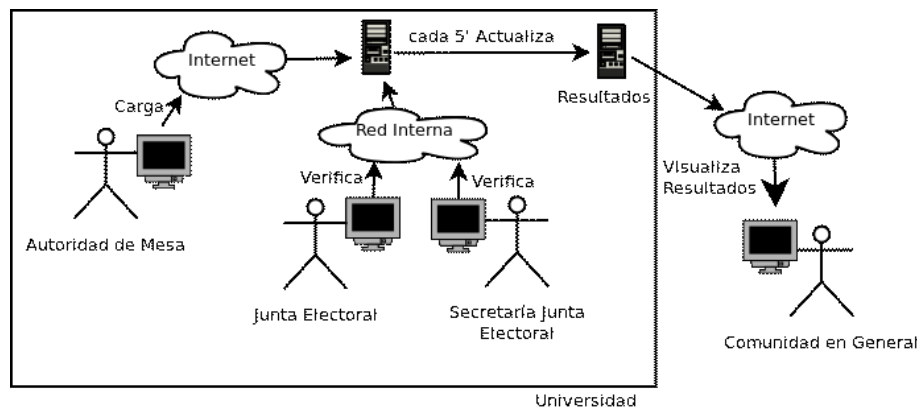 Internet
cada 5' Actualiza
Carga
Resultados
Red Interna
Internet
Verifica
Verifica
Visualiza
Resultados
Autoridad de Mesa
Junta Electoral
Secretaría Junta
Electoral
Comunidad en General
Universidad